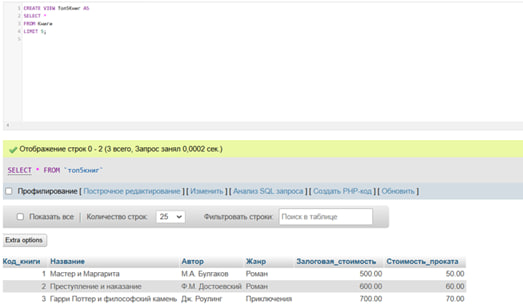 1 CREATE VIEW Топ5Книг AS
2 SELECT *
3 FROM Книги
4 LIMIT 5;
5
Отображение строк 0 - 2 (3 всего, Запрос занял 0,0002 сек.)
SELECT * FROM `топ5книг`
Профилирование [ Построчное редактирование ] [ Изменить ] [ Анализ SQL запроса ] [ Создать PHP-код ] [ Обновить ]
Показать все | Количество строк: 25 Фильтровать строки: Поиск в таблице
Extra options
Код_книги Название Автор Жанр Залоговая_стоимость Стоимость_проката
1 Мастер и Маргарита М.А. Булгаков Роман 500.00 50.00
2 Преступление и наказание Ф.М. Достоевский Роман 600.00 60.00
3 Гарри Поттер и философский камень Дж. Роулинг Приключения 700.00 70.00